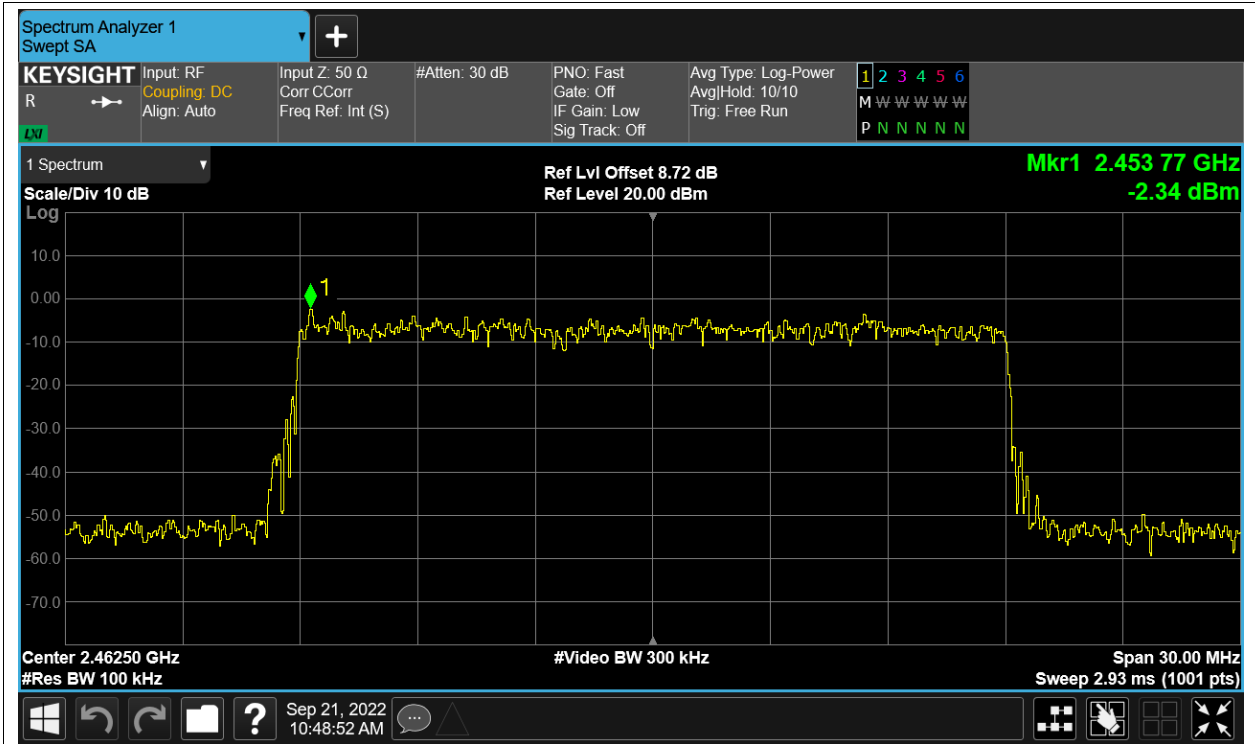 Spectrum Analyzer 1
Swept SA
KEYSIGHT
R
LXI
Input: RF
Coupling: DC
Align: Auto
Input Z: 50 Ω
Corr CCorr
Freq Ref: Int (S)
#Atten: 30 dB
PNO: Fast
Gate: Off
IF Gain: Low
Sig Track: Off
Avg Type: Log-Power
Avg|Hold: 10/10
Trig: Free Run
1 2 3 4 5 6
M W W W W W W
P N N N N N
1 Spectrum
Scale/Div 10 dB
Ref Lvl Offset 8.72 dB
Ref Level 20.00 dBm
Mkr1 2.453 77 GHz
-2.34 dBm
Log
10.0
0.00
-10.0
-20.0
-30.0
-40.0
-50.0
-60.0
-70.0
1
Center 2.46250 GHz
#Res BW 100 kHz
#Video BW 300 kHz
Span 30.00 MHz
Sweep 2.93 ms (1001 pts)
?
Sep 21, 2022
10:48:52 AM